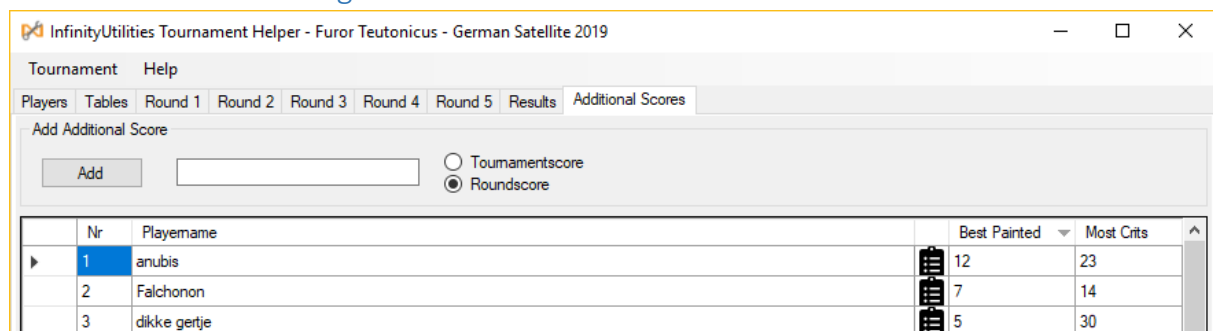 InfinityUtilities Tournament Helper - Furor Teutonicus - German Satellite 2019
Tournament Help
Players Tables Round 1 Round 2 Round 3 Round 4 Round 5 Results Additional Scores
Add Additional Score
Add
Tournamentscore
Roundscore
Nr Playername Best Painted Most Crits
1 anubis 12 23
2 Falchonon 7 14
3 dikke gertje 5 30